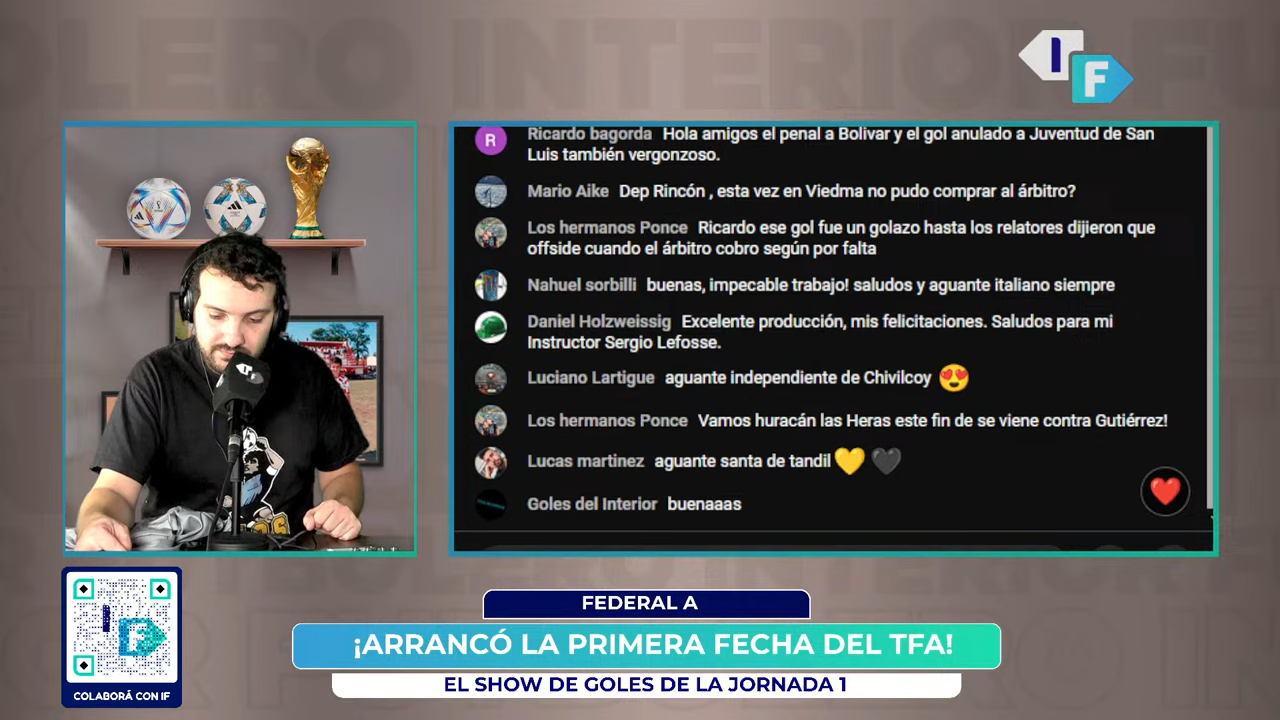 IF
R Ricardo bagorda Hola amigos el penal a Bolivar y el gol anulado a Juventud de San
Luis también vergonzoso.
Mario Aike Dep Rincón , esta vez en Viedma no pudo comprar al árbitro?
Los hermanos Ponce Ricardo ese gol fue un golazo hasta los relatores dijieron que
offside cuando el árbitro cobro según por falta
Nahuel sorbilli buenas, impecable trabajo! saludos y aguante italiano siempre
Daniel Holzweissig Excelente producción, mis felicitaciones. Saludos para mi
Instructor Sergio Lefosse.
Luciano Lartigue aguante independiente de Chivilcoy 😍
Los hermanos Ponce Vamos huracán las Heras este fin de se viene contra Gutiérrez!
Lucas martinez aguante santa de tandil 💛 🖤
Goles del Interior buenaaas
FEDERAL A
¡ARRANCÓ LA PRIMERA FECHA DEL TFA!
EL SHOW DE GOLES DE LA JORNADA 1
IF
COLABORÁ CON IF